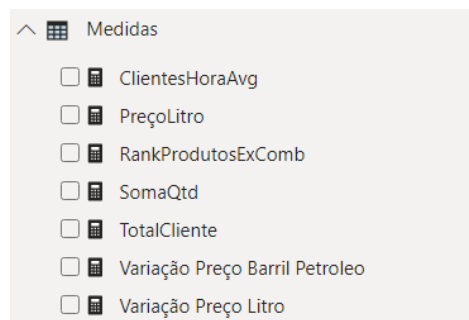 Medidas
ClientesHoraAvg
PreçoLitro
RankProdutosExComb
SomaQtd
TotalCliente
Variação Preço Barril Petroleo
Variação Preço Litro